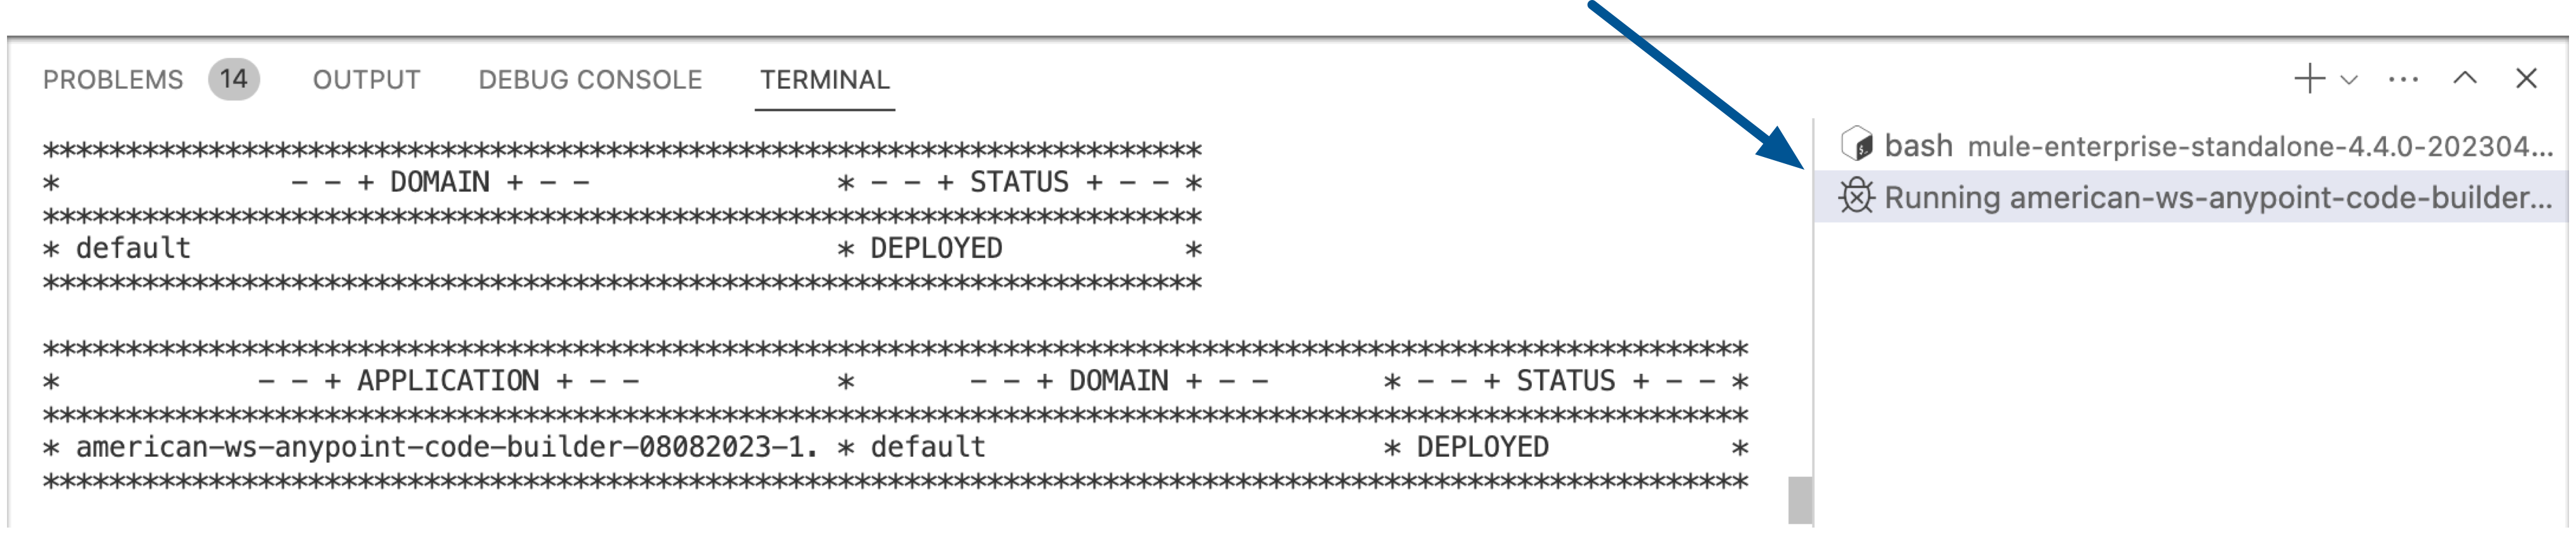 PROBLEMS 14 OUTPUT DEBUG CONSOLE TERMINAL
**********************************************************************
* - - + DOMAIN + - - * - - + STATUS + - - *
**********************************************************************
* default * DEPLOYED *
**********************************************************************
*******************************************************************************************************
* - - + APPLICATION + - - * - - + DOMAIN + - - * - - + STATUS + - - *
*******************************************************************************************************
* american-ws-anypoint-code-builder-08082023-1. * default * DEPLOYED *
*******************************************************************************************************
bash mule-enterprise-standalone-4.4.0-202304...
Running american-ws-anypoint-code-builder...